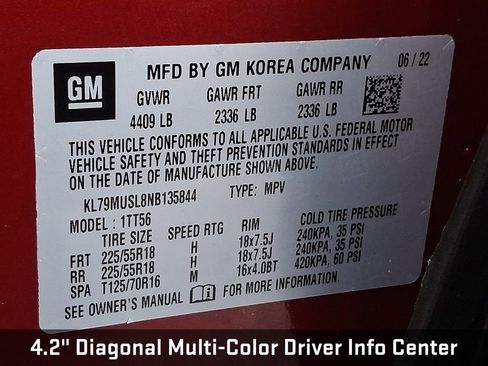 GM
MFD BY GM KOREA COMPANY 06/22
GVWR GAWR FRT GAWR RR
4409 LB 2336 LB 2336 LB
THIS VEHICLE CONFORMS TO ALL APPLICABLE U.S. FEDERAL MOTOR
VEHICLE SAFETY AND THEFT PREVENTION STANDARDS IN EFFECT
ON THE DATE OF MANUFACTURE SHOWN ABOVE.
KL79MUSL8NB135844 TYPE: MPV
MODEL: 1TT56
TIRE SIZE SPEED RTG RIM COLD TIRE PRESSURE
FRT 225/55R18 H 18x7.5J 240KPA, 35 PSI
RR 225/55R18 H 18x7.5J 240KPA, 35 PSI
SPA T125/70R16 M 16x4.0BT 420KPA, 60 PSI
SEE OWNER'S MANUAL FOR MORE INFORMATION.
4.2" Diagonal Multi-Color Driver Info Center